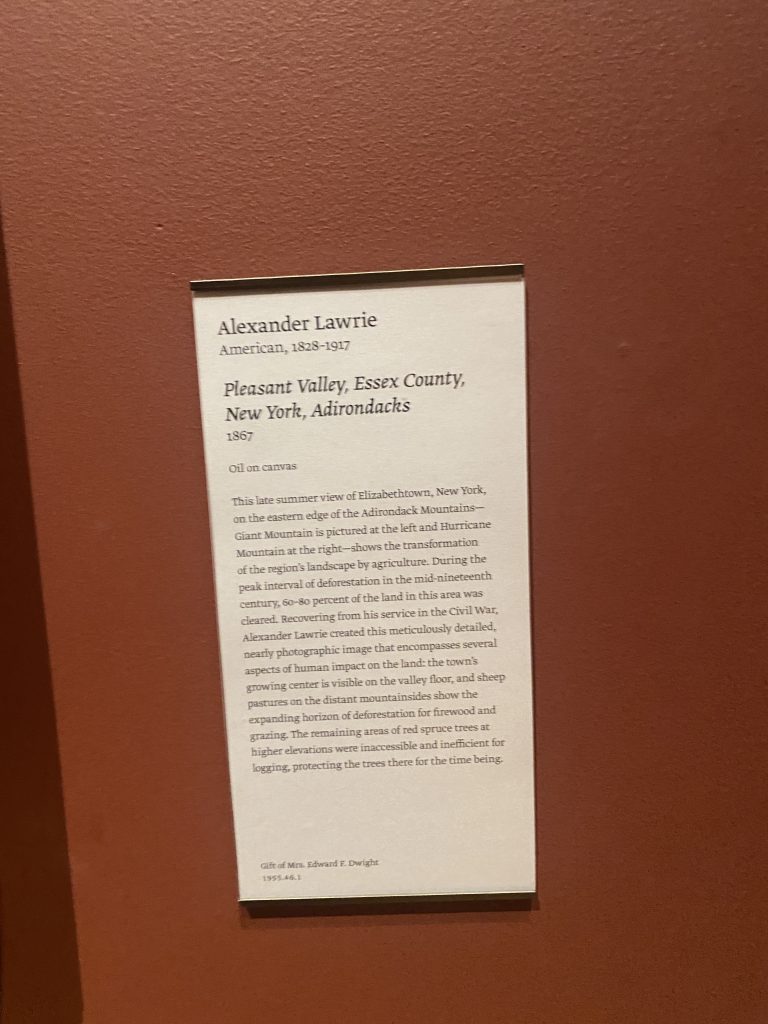 Alexander Lawrie
American, 1828-1917
Pleasant Valley, Essex County,
New York, Adirondacks
1867
Oil on canvas
This late summer view of Elizabethtown, New York,
on the eastern edge of the Adirondack Mountains—
Giant Mountain is pictured at the left and Hurricane
Mountain at the right—shows the transformation
of the region's landscape by agriculture. During the
peak interval of deforestation in the mid-nineteenth
century, 60-80 percent of the land in this area was
cleared. Recovering from his service in the Civil War,
Alexander Lawrie created this meticulously detailed,
nearly photographic image that encompasses several
aspects of human impact on the land: the town's
growing center is visible on the valley floor, and sheep
pastures on the distant mountainsides show the
expanding horizon of deforestation for firewood and
grazing. The remaining areas of red spruce trees at
higher elevations were inaccessible and inefficient for
logging, protecting the trees there for the time being.
Gift of Mrs. Edward F. Dwight
1955.46.1